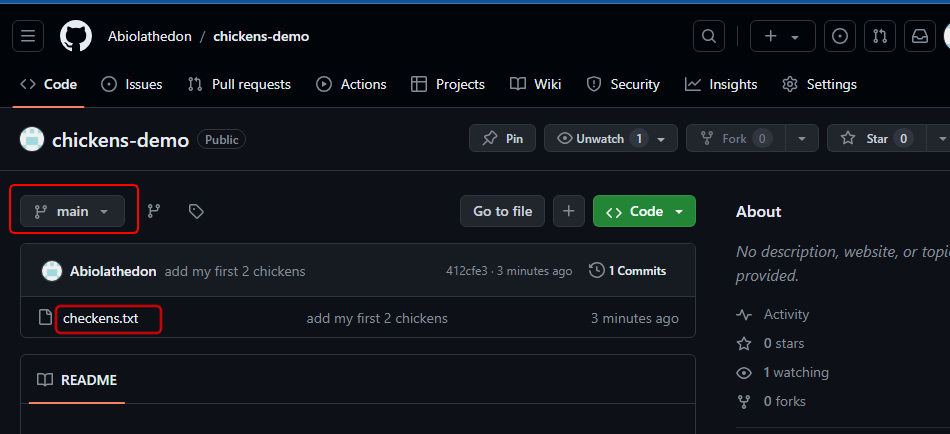 Abiolathedon / chickens-demo
Code Issues Pull requests Actions Projects Wiki Security Insights Settings
chickens-demo Public Pin Unwatch 1 Fork 0 Star 0
main Go to file Code
Abiolathedon add my first 2 chickens 412cfe3 · 3 minutes ago 1 Commits
checkens.txt add my first 2 chickens 3 minutes ago
README
About
No description, website, or topic
provided.
Activity
0 stars
1 watching
0 forks